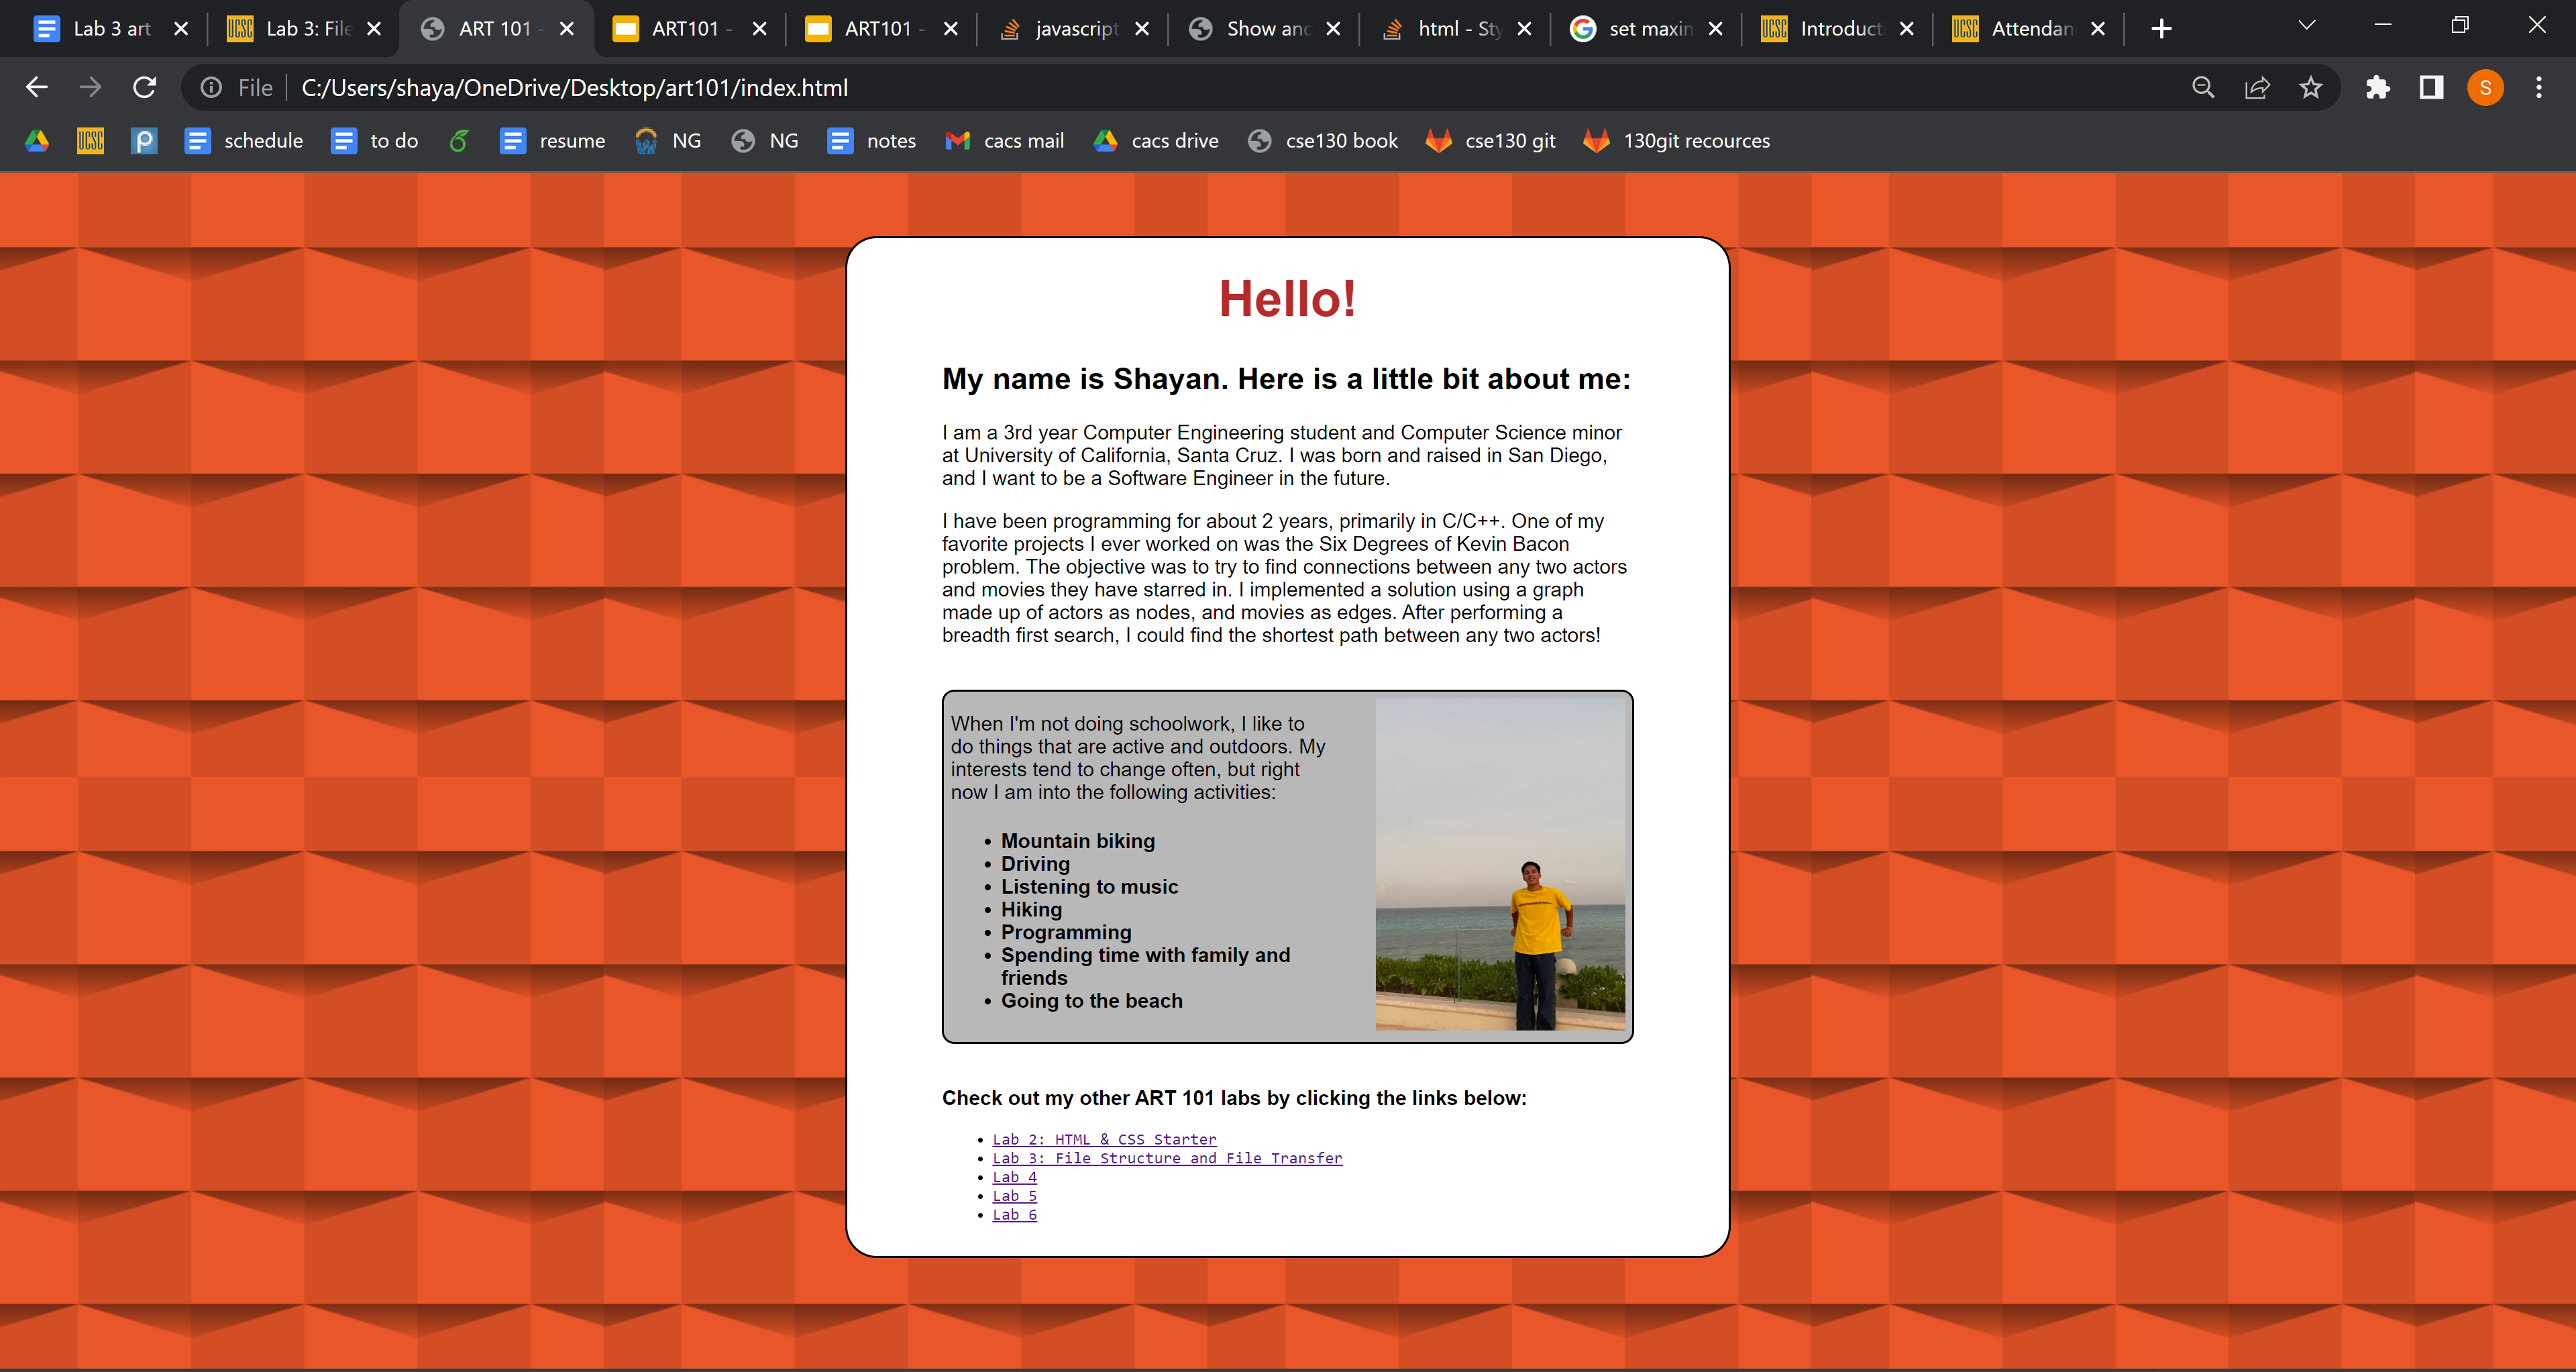 Lab 3 art
Lab 3: File
ART 101 -
ART101 -
ART101 -
javascript
Show and
html - Sty
set maxim
Introduct
Attendan
File
C:/Users/shaya/OneDrive/Desktop/art101/index.html
S
UCSC
schedule
to do
resume
NG
NG
notes
cacs mail
cacs drive
cse130 book
cse130 git
130git recources
Hello!
My name is Shayan. Here is a little bit about me:
I am a 3rd year Computer Engineering student and Computer Science minor
at University of California, Santa Cruz. I was born and raised in San Diego,
and I want to be a Software Engineer in the future.
I have been programming for about 2 years, primarily in C/C++. One of my
favorite projects I ever worked on was the Six Degrees of Kevin Bacon
problem. The objective was to try to find connections between any two actors
and movies they have starred in. I implemented a solution using a graph
made up of actors as nodes, and movies as edges. After performing a
breadth first search, I could find the shortest path between any two actors!
When I'm not doing schoolwork, I like to
do things that are active and outdoors. My
interests tend to change often, but right
now I am into the following activities:
• Mountain biking
• Driving
• Listening to music
• Hiking
• Programming
• Spending time with family and
friends
• Going to the beach
Check out my other ART 101 labs by clicking the links below:
• Lab 2: HTML & CSS Starter
• Lab 3: File Structure and File Transfer
• Lab 4
• Lab 5
• Lab 6